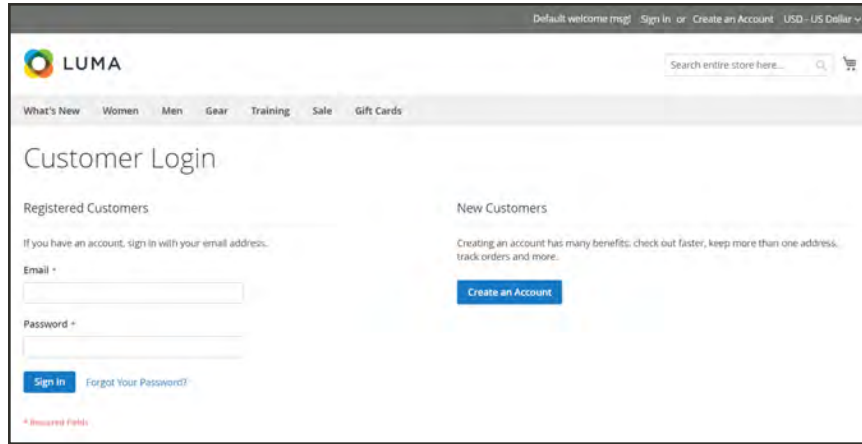 Default welcome msg! Sign in or Create an Account USD - US Dollar
LUMA
Search entire store here...
What's New Women Men Gear Training Sale Gift Cards
Customer Login
Registered Customers
If you have an account, sign in with your email address.
Email *
Password *
Sign In Forgot Your Password?
* Required Fields
New Customers
Creating an account has many benefits: check out faster, keep more than one address,
track orders and more.
Create an Account